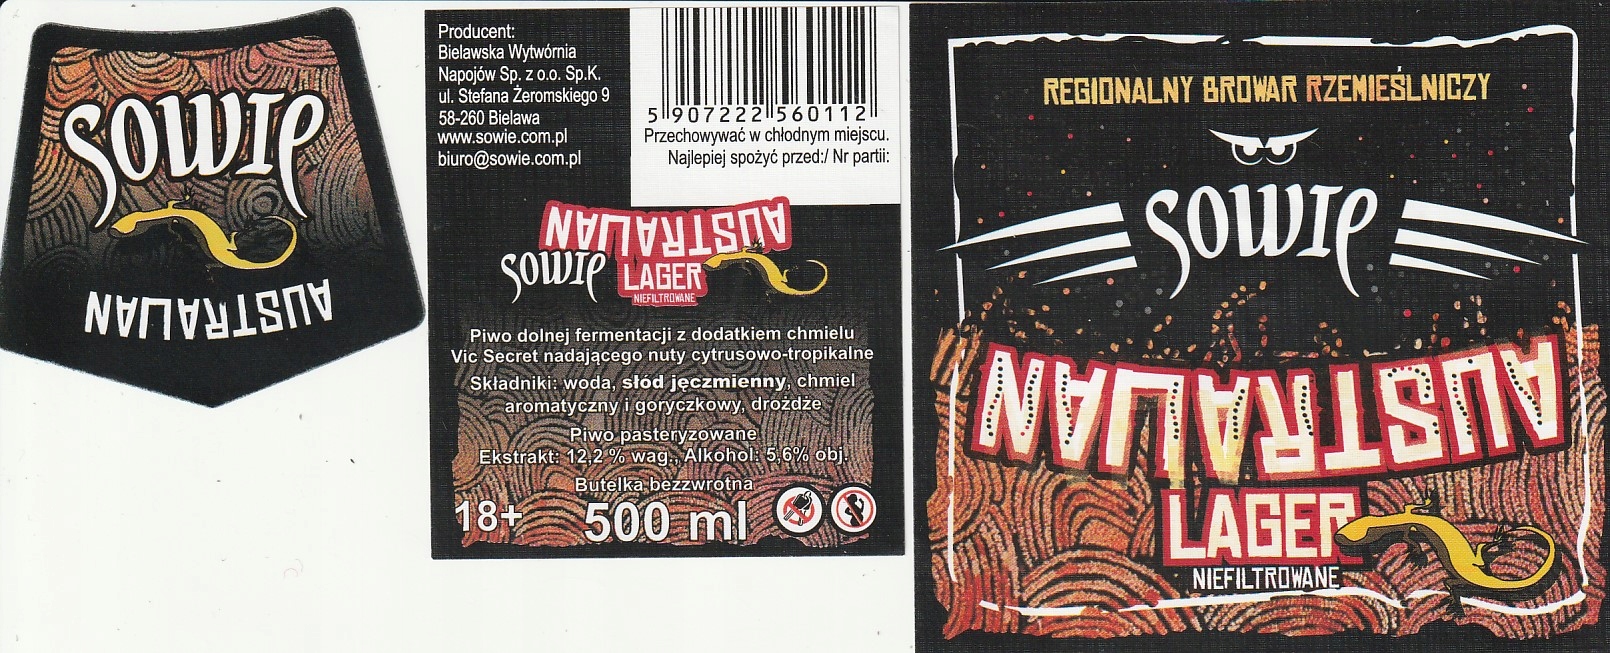 SOWIE
AUSTRALIAN
Producent:
Bielawska Wytwórnia
Napojów Sp. z o.o. Sp.K.
ul. Stefana Żeromskiego 9
58-260 Bielawa
www.sowie.com.pl
biuro@sowie.com.pl
5 907222 560112
Przechowywać w chłodnym miejscu.
Najlepiej spożyć przed:/ Nr partii:
AUSTRALIAN
SOWIE LAGER
NIEFILTROWANE
Piwo dolnej fermentacji z dodatkiem chmielu
Vic Secret nadającego nuty cytrusowo-tropikalne
Składniki: woda, słód jęczmienny, chmiel
aromatyczny i goryczkowy, drożdże
Piwo pasteryzowane
Ekstrakt: 12,2 % wag., Alkohol: 5,6% obj.
Butelka bezzwrotna
18+ 500 ml
REGIONALNY BROWAR RZEMIEŚLNICZY
SOWIE
AUSTRALIAN
LAGER
NIEFILTROWANE